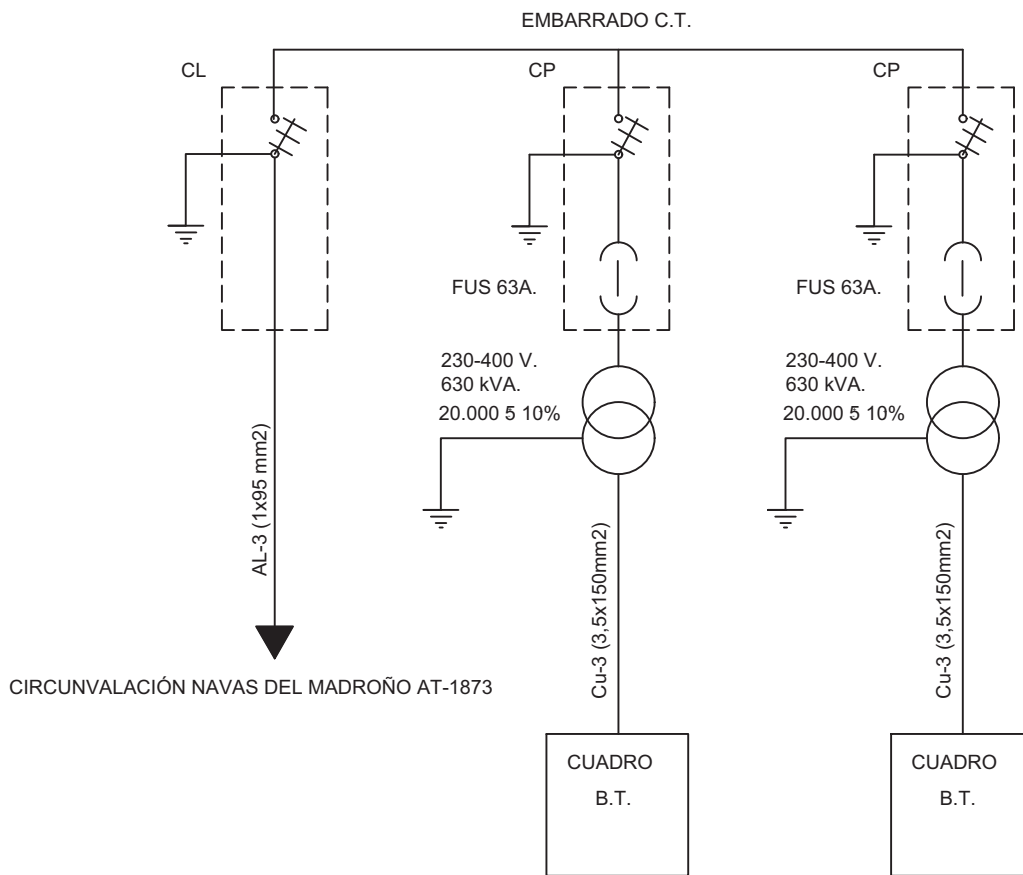 EMBARRADO C.T.
CL
CP
CP
FUS 63A.
FUS 63A.
230-400 V.
630 kVA.
20.000 5 10%
230-400 V.
630 kVA.
20.000 5 10%
AL-3 (1x95 mm2)
Cu-3 (3,5x150mm2)
Cu-3 (3,5x150mm2)
CIRCUNVALACIÓN NAVAS DEL MADROÑO AT-1873
CUADRO
B.T.
CUADRO
B.T.